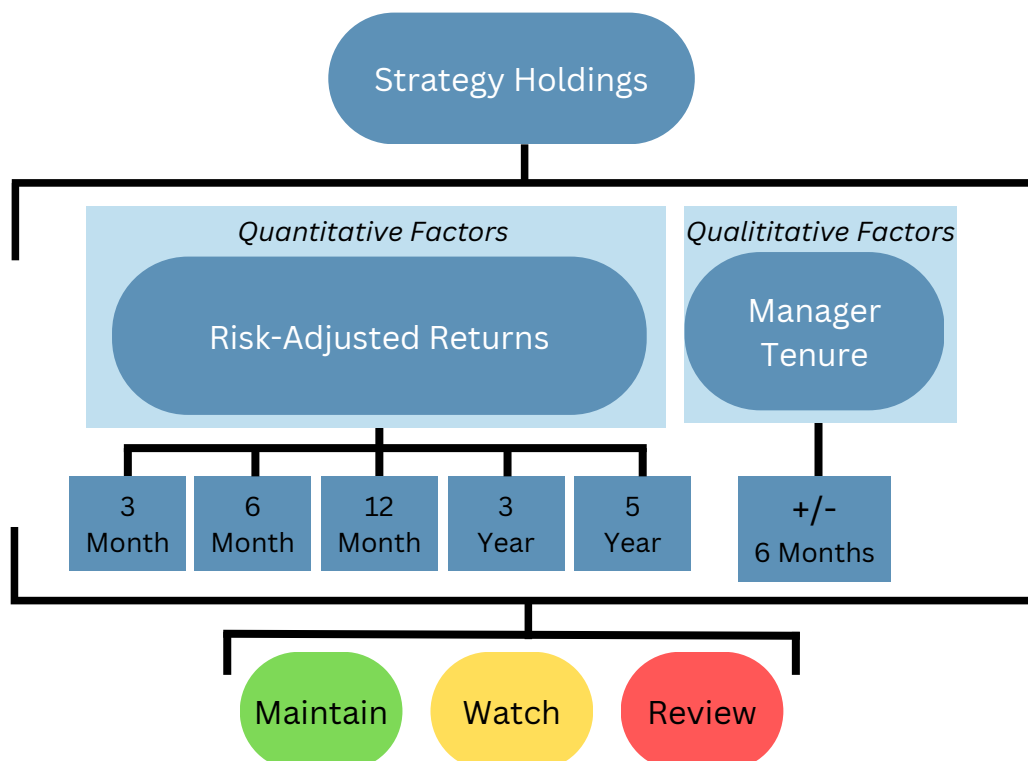 Strategy Holdings
Quantitative Factors
Qualititative Factors
Risk-Adjusted Returns
Manager
Tenure
3
Month
6
Month
12
Month
3
Year
5
Year
+/-
6 Months
Maintain
Watch
Review